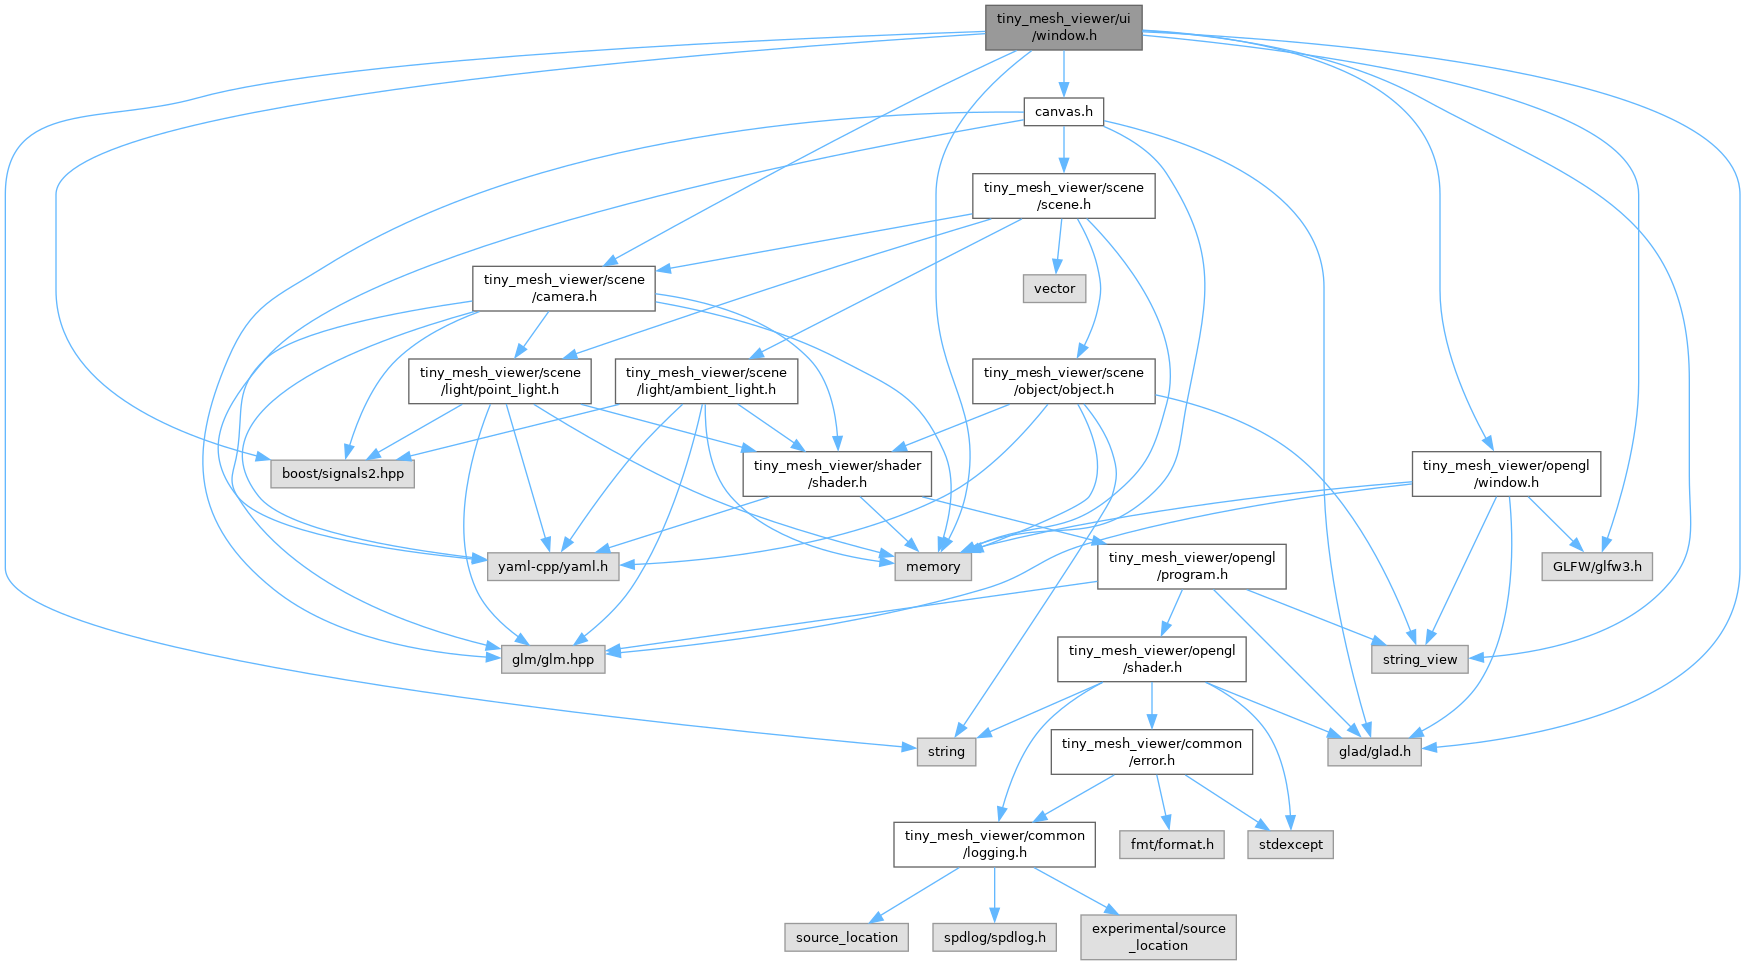 tiny_mesh_viewer/ui
/window.h
canvas.h
tiny_mesh_viewer/scene
/scene.h
tiny_mesh_viewer/scene
/camera.h
vector
tiny_mesh_viewer/scene
/light/point_light.h
tiny_mesh_viewer/scene
/light/ambient_light.h
tiny_mesh_viewer/scene
/object/object.h
boost/signals2.hpp
tiny_mesh_viewer/shader
/shader.h
tiny_mesh_viewer/opengl
/window.h
yaml-cpp/yaml.h
memory
tiny_mesh_viewer/opengl
/program.h
GLFW/glfw3.h
glm/glm.hpp
tiny_mesh_viewer/opengl
/shader.h
string_view
string
tiny_mesh_viewer/common
/error.h
glad/glad.h
tiny_mesh_viewer/common
/logging.h
fmt/format.h
stdexcept
source_location
spdlog/spdlog.h
experimental/source
_location